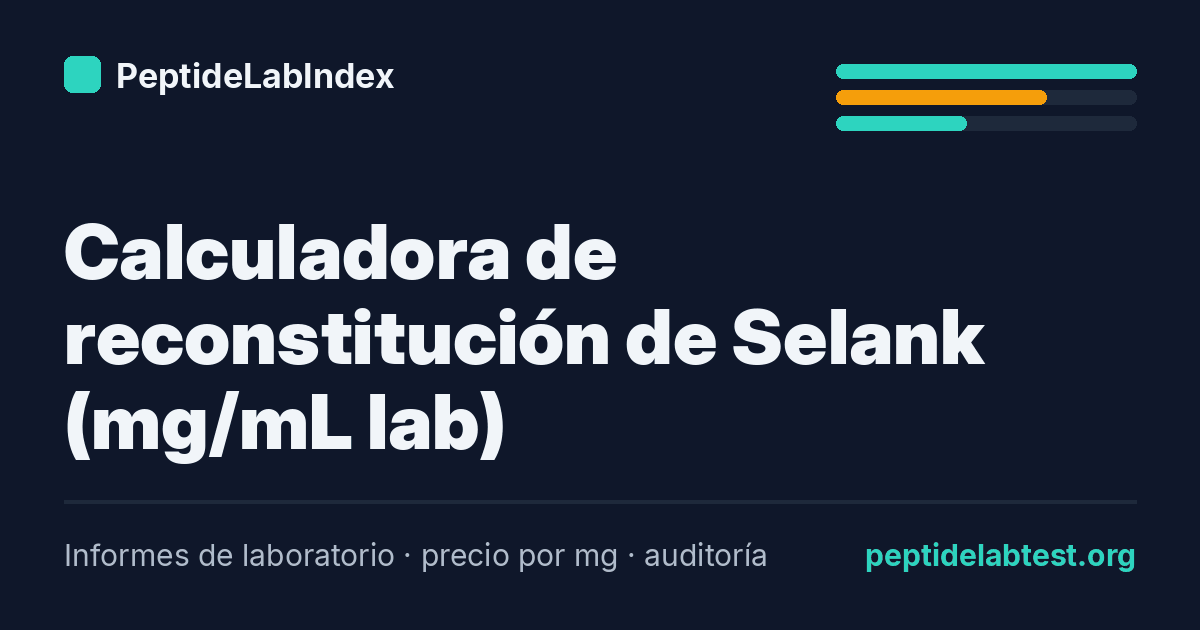 PeptideLabIndex
Calculadora de
reconstitución de Selank
(mg/mL lab)
Informes de laboratorio · precio por mg · auditoría
peptidelabtest.org